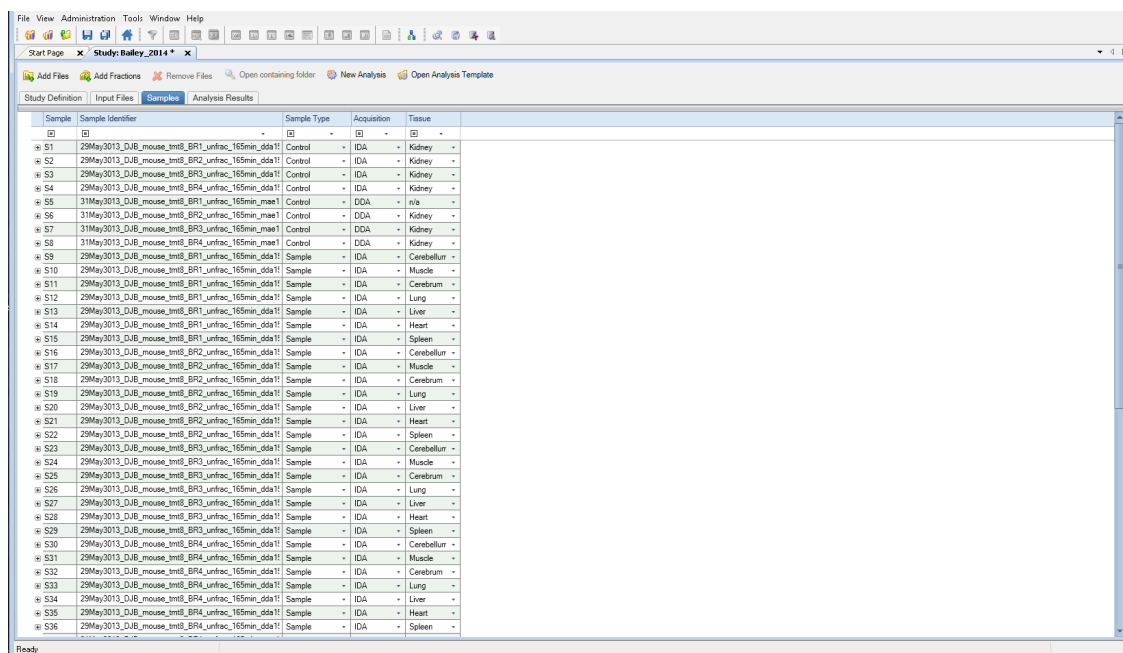 File View Administration Tools Window Help
Start Page x Study: Bailey_2014 * x
Add Files Add Fractions Remove Files Open containing folder New Analysis Open Analysis Template
Study Definition Input Files Samples Analysis Results
Sample Sample Identifier Sample Type Acquisition Tissue
S1 29May3013_DJB_mouse_tmt8_BR1_unfrac_165min_dda1 Control IDA Kidney
S2 29May3013_DJB_mouse_tmt8_BR2_unfrac_165min_dda1 Control IDA Kidney
S3 29May3013_DJB_mouse_tmt8_BR3_unfrac_165min_dda1 Control IDA Kidney
S4 29May3013_DJB_mouse_tmt8_BR4_unfrac_165min_dda1 Control IDA Kidney
S5 31May3013_DJB_mouse_tmt8_BR1_unfrac_165min_mae1 Control DDA n/a
S6 31May3013_DJB_mouse_tmt8_BR2_unfrac_165min_mae1 Control DDA Kidney
S7 31May3013_DJB_mouse_tmt8_BR3_unfrac_165min_mae1 Control DDA Kidney
S8 31May3013_DJB_mouse_tmt8_BR4_unfrac_165min_mae1 Control DDA Kidney
S9 29May3013_DJB_mouse_tmt8_BR1_unfrac_165min_dda1 Sample IDA Cerebellum
S10 29May3013_DJB_mouse_tmt8_BR1_unfrac_165min_dda1 Sample IDA Muscle
S11 29May3013_DJB_mouse_tmt8_BR1_unfrac_165min_dda1 Sample IDA Cerebrum
S12 29May3013_DJB_mouse_tmt8_BR1_unfrac_165min_dda1 Sample IDA Lung
S13 29May3013_DJB_mouse_tmt8_BR1_unfrac_165min_dda1 Sample IDA Liver
S14 29May3013_DJB_mouse_tmt8_BR1_unfrac_165min_dda1 Sample IDA Heart
S15 29May3013_DJB_mouse_tmt8_BR1_unfrac_165min_dda1 Sample IDA Spleen
S16 29May3013_DJB_mouse_tmt8_BR2_unfrac_165min_dda1 Sample IDA Cerebellum
S17 29May3013_DJB_mouse_tmt8_BR2_unfrac_165min_dda1 Sample IDA Muscle
S18 29May3013_DJB_mouse_tmt8_BR2_unfrac_165min_dda1 Sample IDA Cerebrum
S19 29May3013_DJB_mouse_tmt8_BR2_unfrac_165min_dda1 Sample IDA Lung
S20 29May3013_DJB_mouse_tmt8_BR2_unfrac_165min_dda1 Sample IDA Liver
S21 29May3013_DJB_mouse_tmt8_BR2_unfrac_165min_dda1 Sample IDA Heart
S22 29May3013_DJB_mouse_tmt8_BR2_unfrac_165min_dda1 Sample IDA Spleen
S23 29May3013_DJB_mouse_tmt8_BR3_unfrac_165min_dda1 Sample IDA Cerebellum
S24 29May3013_DJB_mouse_tmt8_BR3_unfrac_165min_dda1 Sample IDA Muscle
S25 29May3013_DJB_mouse_tmt8_BR3_unfrac_165min_dda1 Sample IDA Cerebrum
S26 29May3013_DJB_mouse_tmt8_BR3_unfrac_165min_dda1 Sample IDA Lung
S27 29May3013_DJB_mouse_tmt8_BR3_unfrac_165min_dda1 Sample IDA Liver
S28 29May3013_DJB_mouse_tmt8_BR3_unfrac_165min_dda1 Sample IDA Heart
S29 29May3013_DJB_mouse_tmt8_BR3_unfrac_165min_dda1 Sample IDA Spleen
S30 29May3013_DJB_mouse_tmt8_BR4_unfrac_165min_dda1 Sample IDA Cerebellum
S31 29May3013_DJB_mouse_tmt8_BR4_unfrac_165min_dda1 Sample IDA Muscle
S32 29May3013_DJB_mouse_tmt8_BR4_unfrac_165min_dda1 Sample IDA Cerebrum
S33 29May3013_DJB_mouse_tmt8_BR4_unfrac_165min_dda1 Sample IDA Lung
S34 29May3013_DJB_mouse_tmt8_BR4_unfrac_165min_dda1 Sample IDA Liver
S35 29May3013_DJB_mouse_tmt8_BR4_unfrac_165min_dda1 Sample IDA Heart
S36 29May3013_DJB_mouse_tmt8_BR4_unfrac_165min_dda1 Sample IDA Spleen
Ready